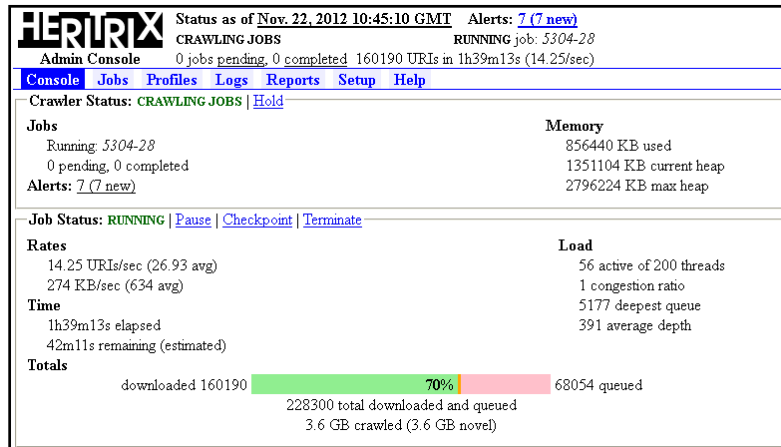 HERITRIX
Status as of Nov. 22, 2012 10:45:10 GMT Alerts: 7 (7 new)
CRAWLING JOBS RUNNING job: 5304-28
Admin Console 0 jobs pending, 0 completed 160190 URIs in 1h39m13s (14.25/sec)
Console Jobs Profiles Logs Reports Setup Help
Crawler Status: CRAWLING JOBS | Hold
Jobs Memory
Running: 5304-28 856440 KB used
0 pending, 0 completed 1351104 KB current heap
Alerts: 7 (7 new) 2796224 KB max heap
Job Status: RUNNING | Pause | Checkpoint | Terminate
Rates Load
14.25 URIs/sec (26.93 avg) 56 active of 200 threads
274 KB/sec (634 avg) 1 congestion ratio
Time 5177 deepest queue
1h39m13s elapsed 391 average depth
42m11s remaining (estimated)
Totals
downloaded 160190 70% 68054 queued
228300 total downloaded and queued
3.6 GB crawled (3.6 GB novel)